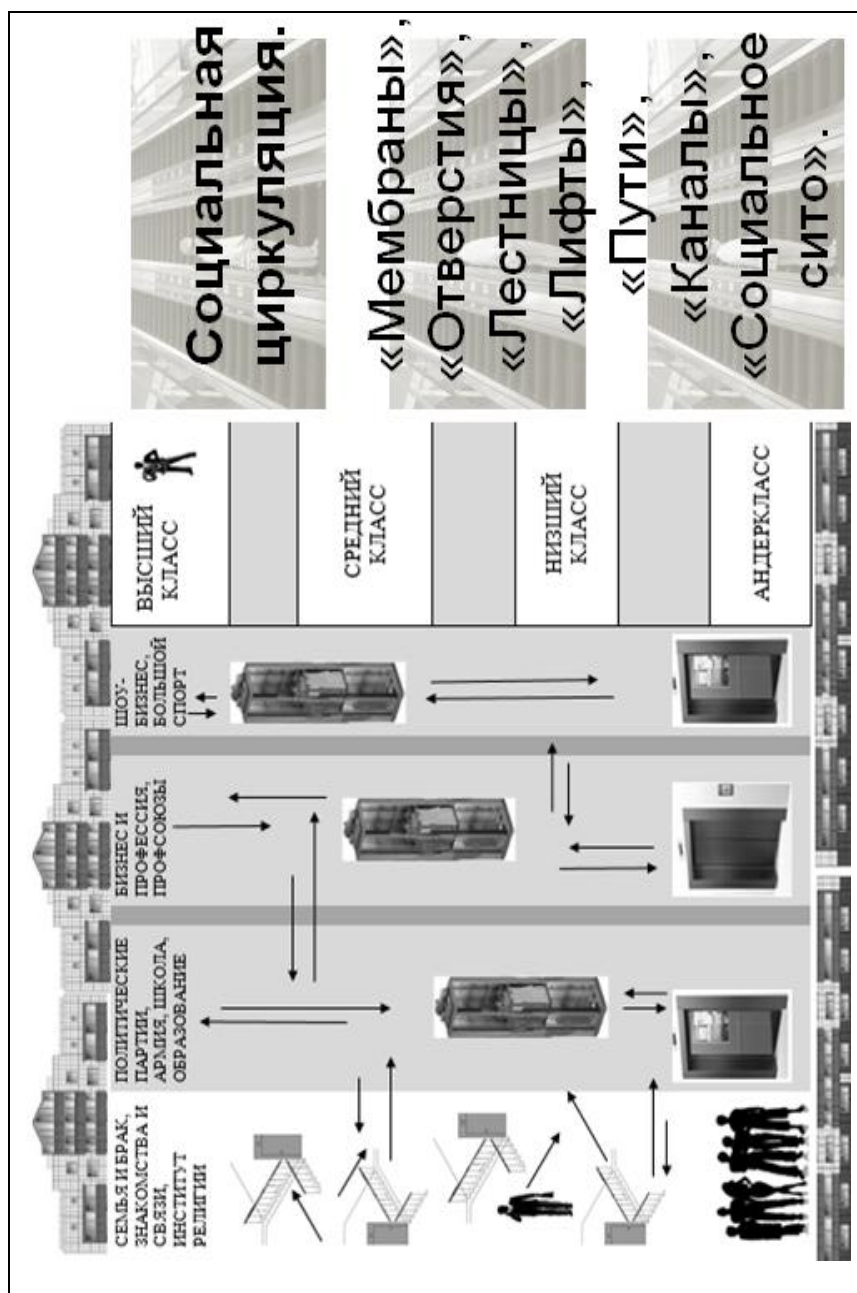 Социальная
циркуляция.
«Мембраны»,
«Отверстия»,
«Лестницы»,
«Лифты»,
«Пути»,
«Каналы»,
«Социальное
сито».
СЕМЬЯ И БРАК,
ЗНАКОМСТВА И
СВЯЗИ,
ИНСТИТУТ
РЕЛИГИИ
ПОЛИТИЧЕСКИЕ
ПАРТИИ,
АРМИЯ, ШКОЛА,
ОБРАЗОВАНИЕ
БИЗНЕС И
ПРОФЕССИЯ,
ПРОФСОЮЗЫ
ШОУ-
БИЗНЕС,
БОЛЬШОЙ
СПОРТ
ВЫСШИЙ
КЛАСС
СРЕДНИЙ
КЛАСС
НИЗШИЙ
КЛАСС
АНДЕРКЛАСС